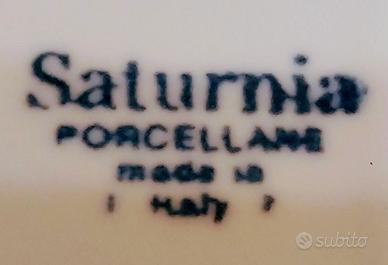 Saturnia
PORCELLANE
made in
Italy
subito